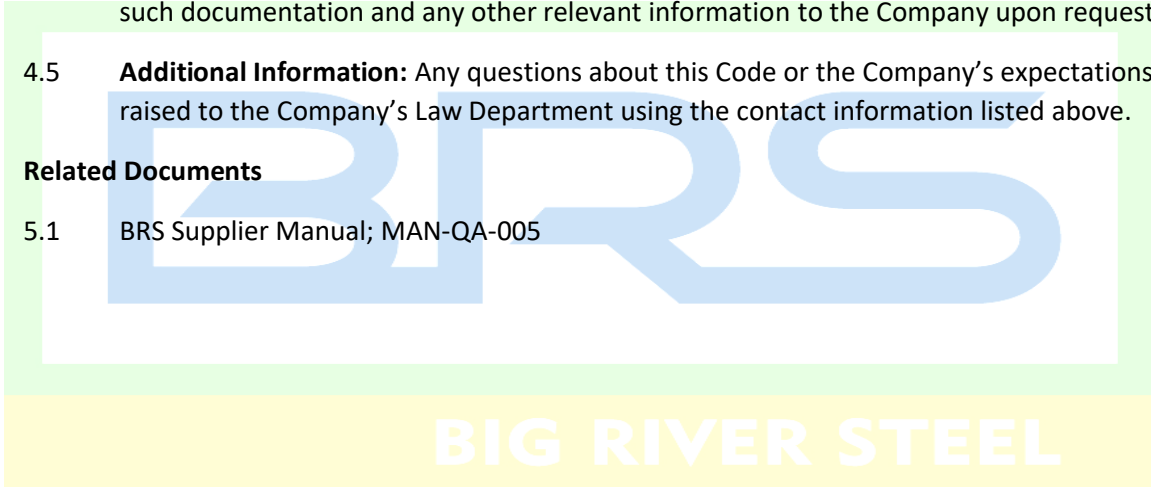 such documentation and any other relevant information to the Company upon request
4.5 Additional Information: Any questions about this Code or the Company’s expectations
raised to the Company’s Law Department using the contact information listed above.
Related Documents
5.1 BRS Supplier Manual; MAN-QA-005
BRS
BIG RIVER STEEL